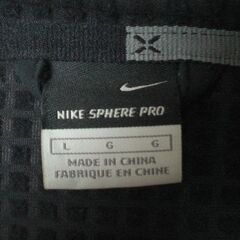 NIKE SPHERE PRO
L G G
MADE IN CHINA
FABRIQUE EN CHINE